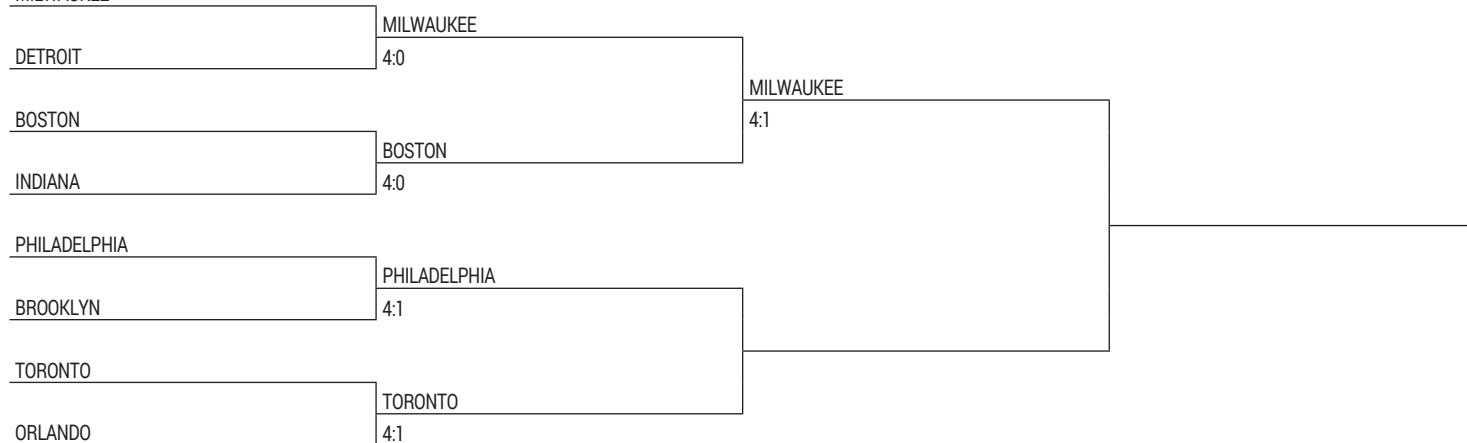 MILWAUKEE
DETROIT
BOSTON
INDIANA
PHILADELPHIA
BROOKLYN
TORONTO
ORLANDO
MILWAUKEE
4:0
BOSTON
4:0
PHILADELPHIA
4:1
TORONTO
4:1
MILWAUKEE
4:1